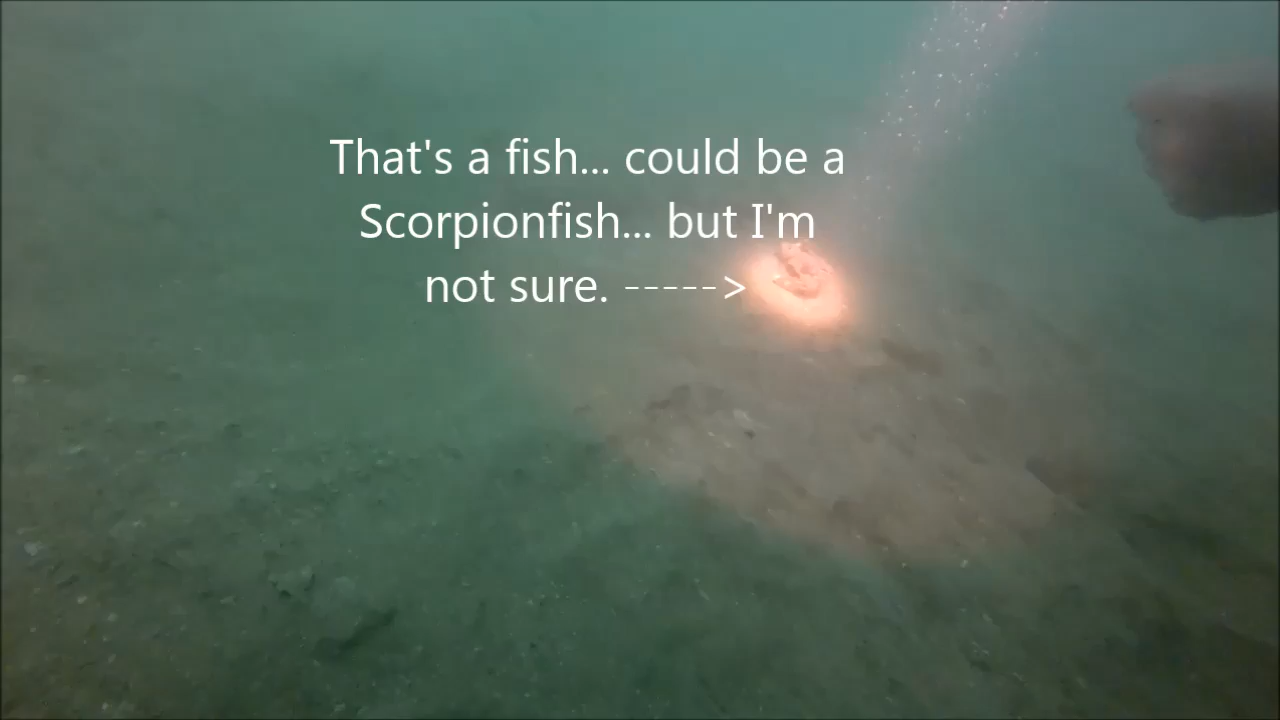 That's a fish... could be a
Scorpionfish... but I'm
not sure. ----->